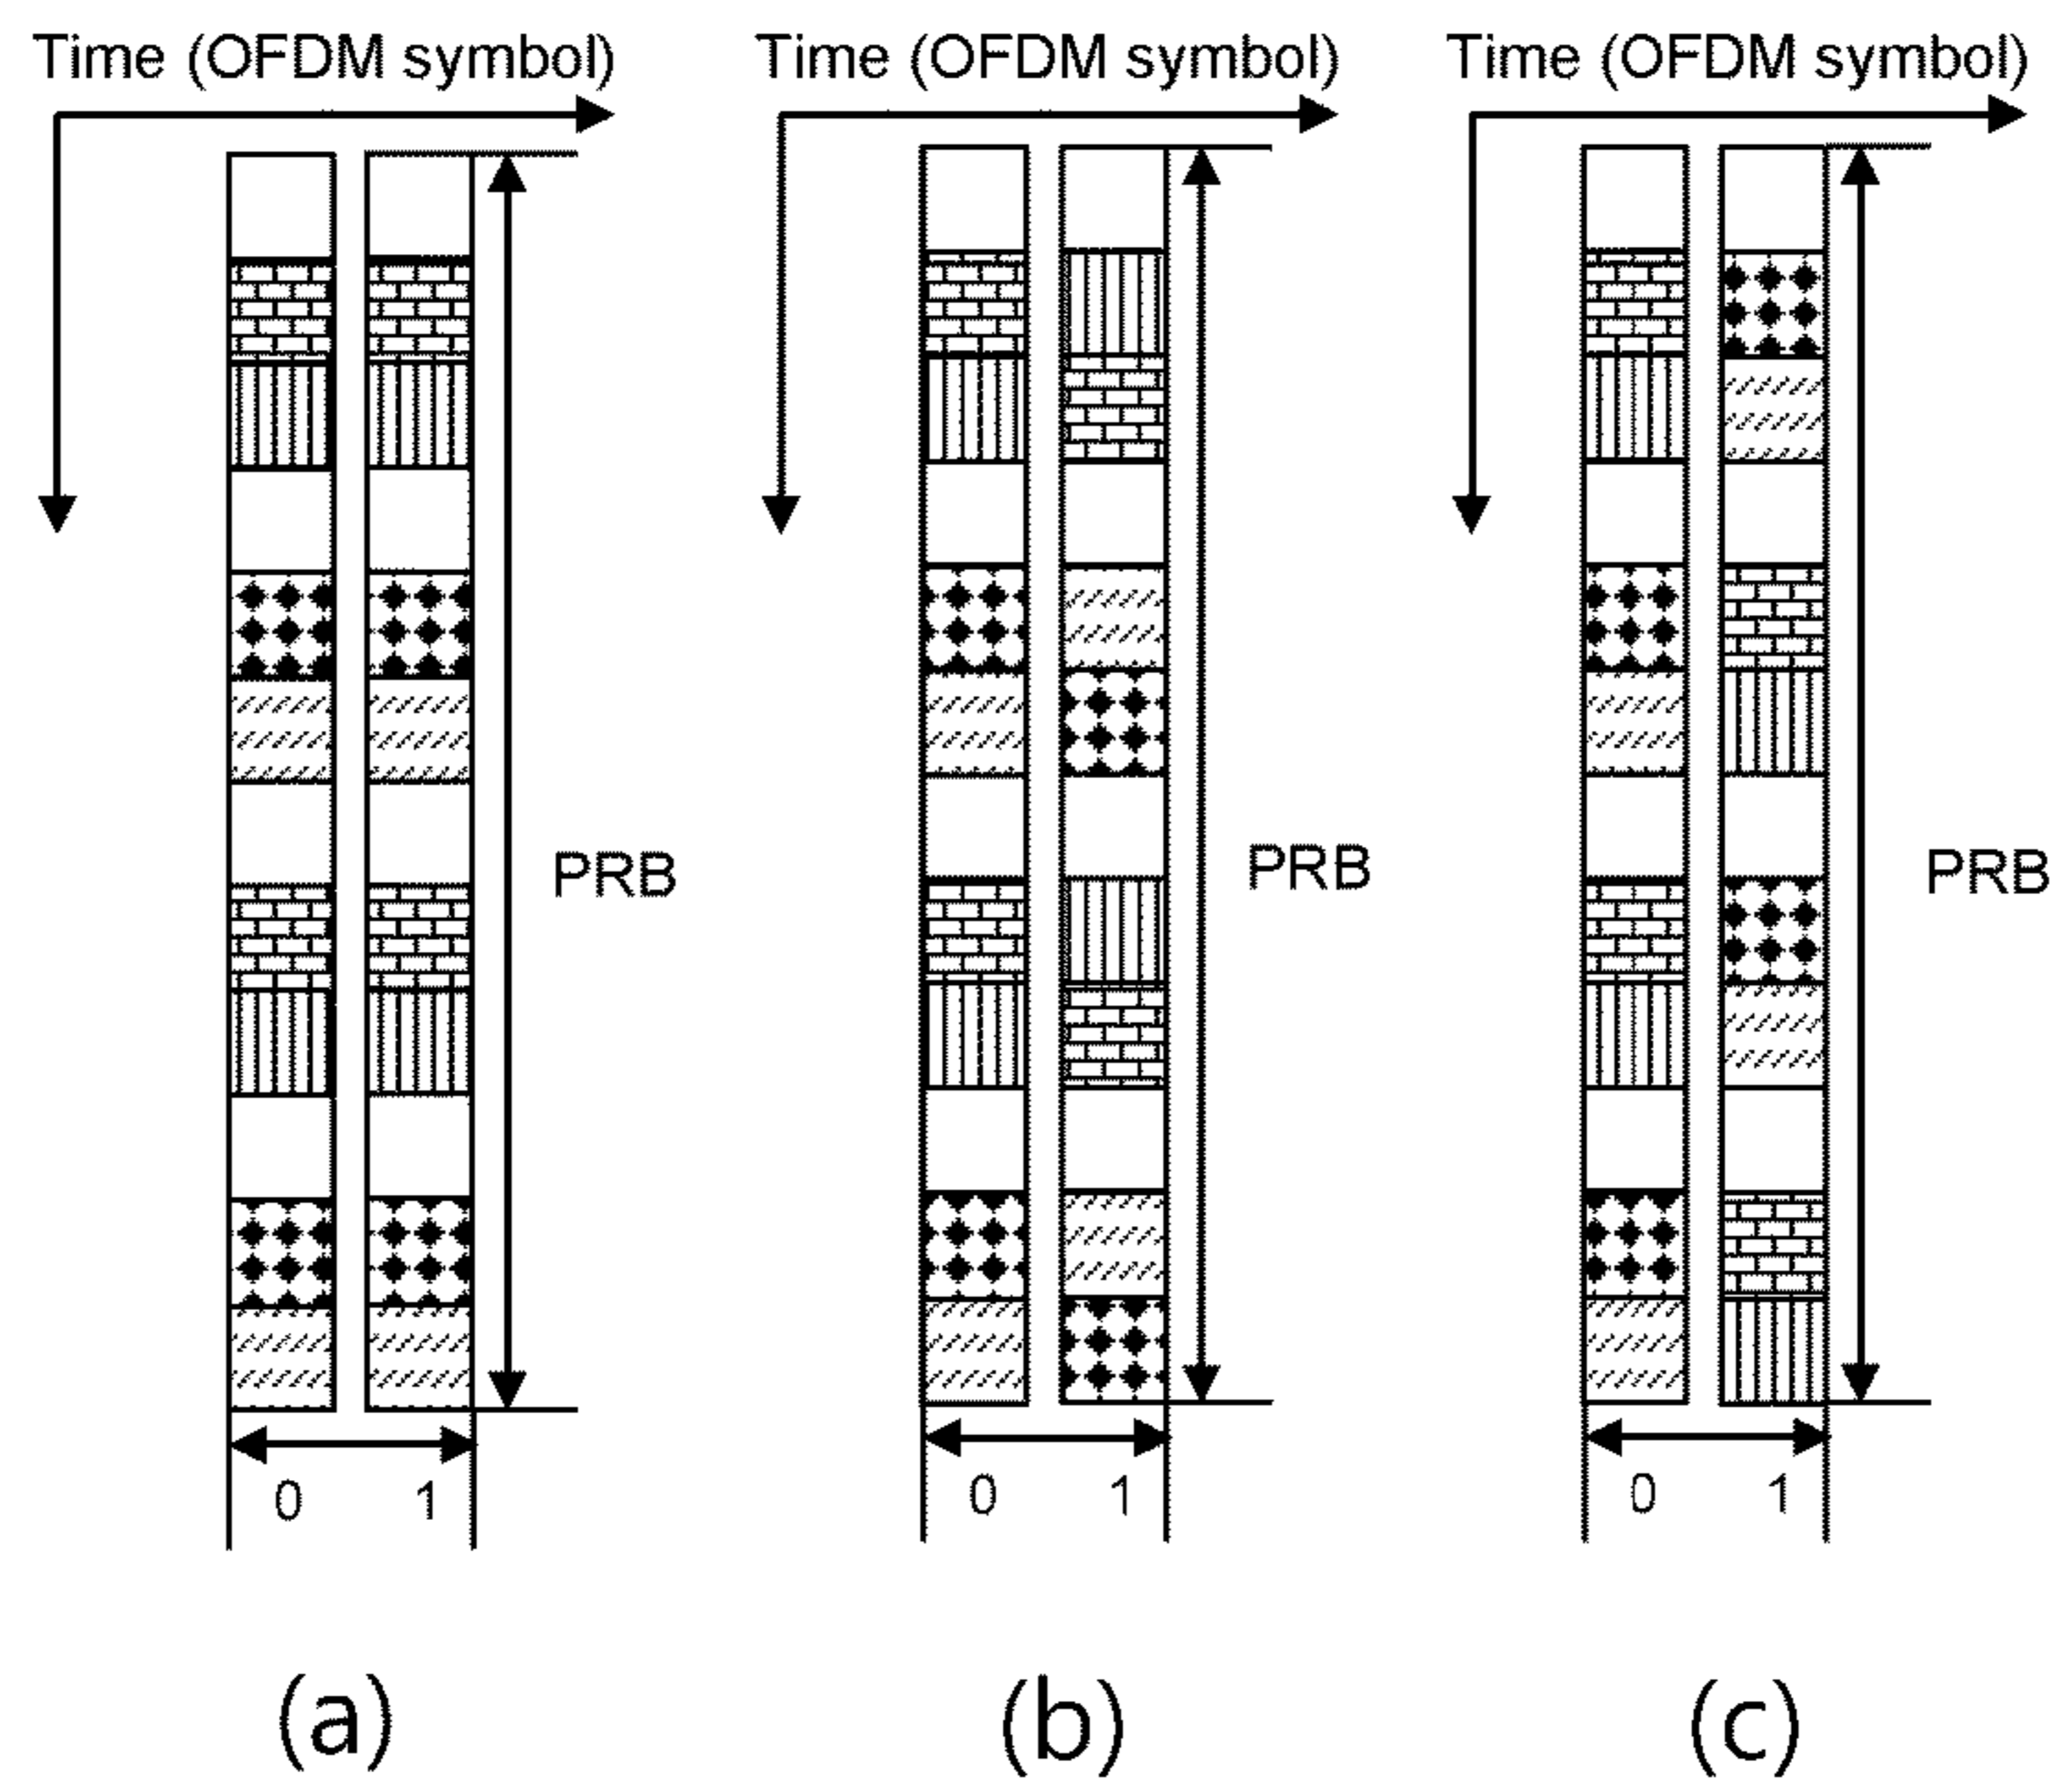 Time (OFDM symbol) Time (OFDM symbol) Time (OFDM symbol)
PRB PRB PRB
0 1 0 1 0 1
(a) (b) (c)